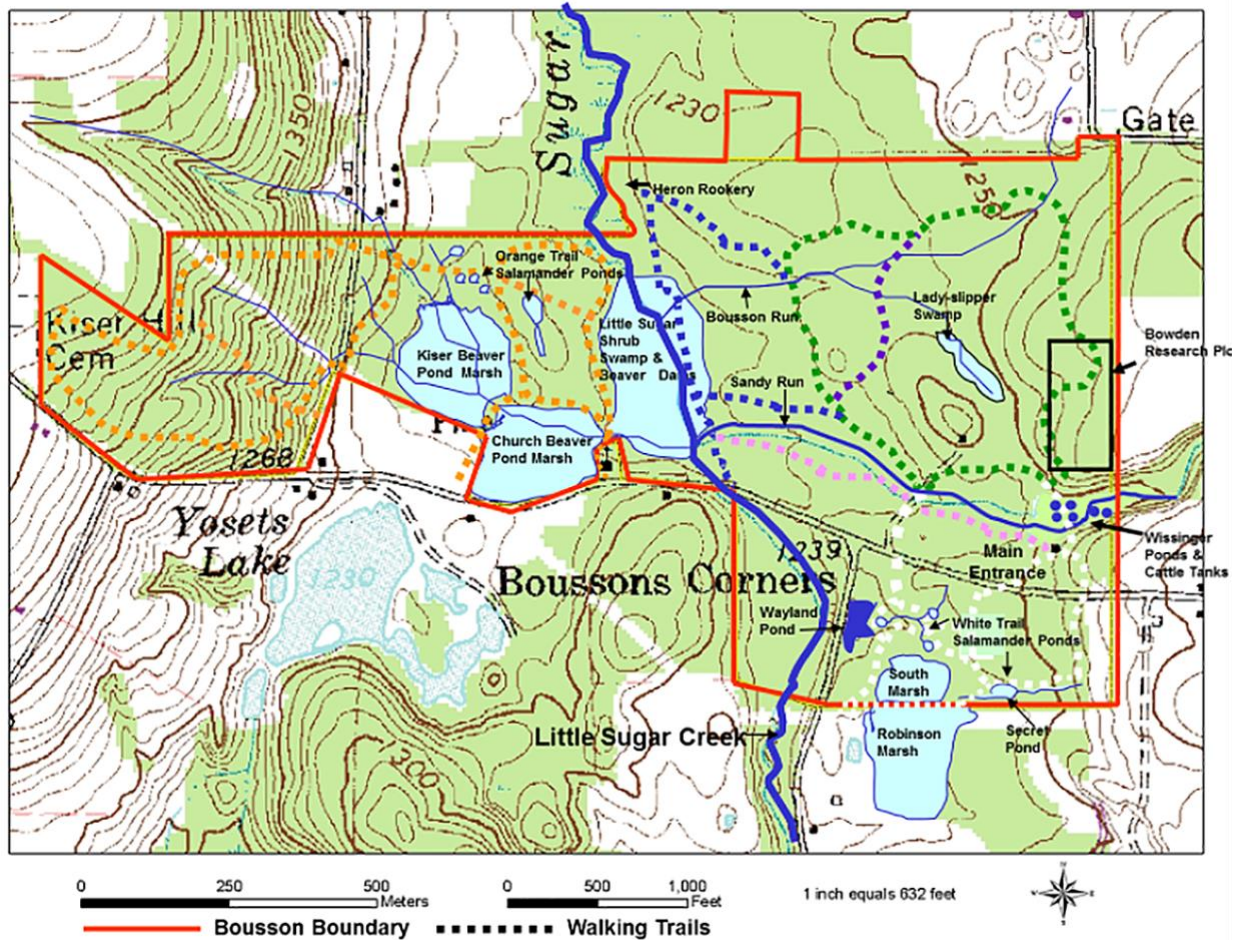 Sugar
1350
1230
Gate
1250
Heron Rookery
Orange Trail
Salamander Ponds
Kiser Hill
Cem
Kiser Beaver
Pond Marsh
Little Sugar
Shrub
Swamp &
Beaver Da
Bousson Run
Lady-slipper
Swamp
Bowden
Research Plo
Sandy Run
Church Beaver
Pond Marsh
1268
Yosets
Lake
1230
1239
Boussons Corners
Main
Entrance
Wissinger
Ponds &
Cattle Tanks
Wayland
Pond
White Trail
Salamander Ponds
South
Marsh
Robinson
Marsh
Secret
Pond
Little Sugar Creek
1300
0 250 500
Meters
0 500 1,000
Feet
1 inch equals 632 feet
N
W E
S
Bousson Boundary
Walking Trails